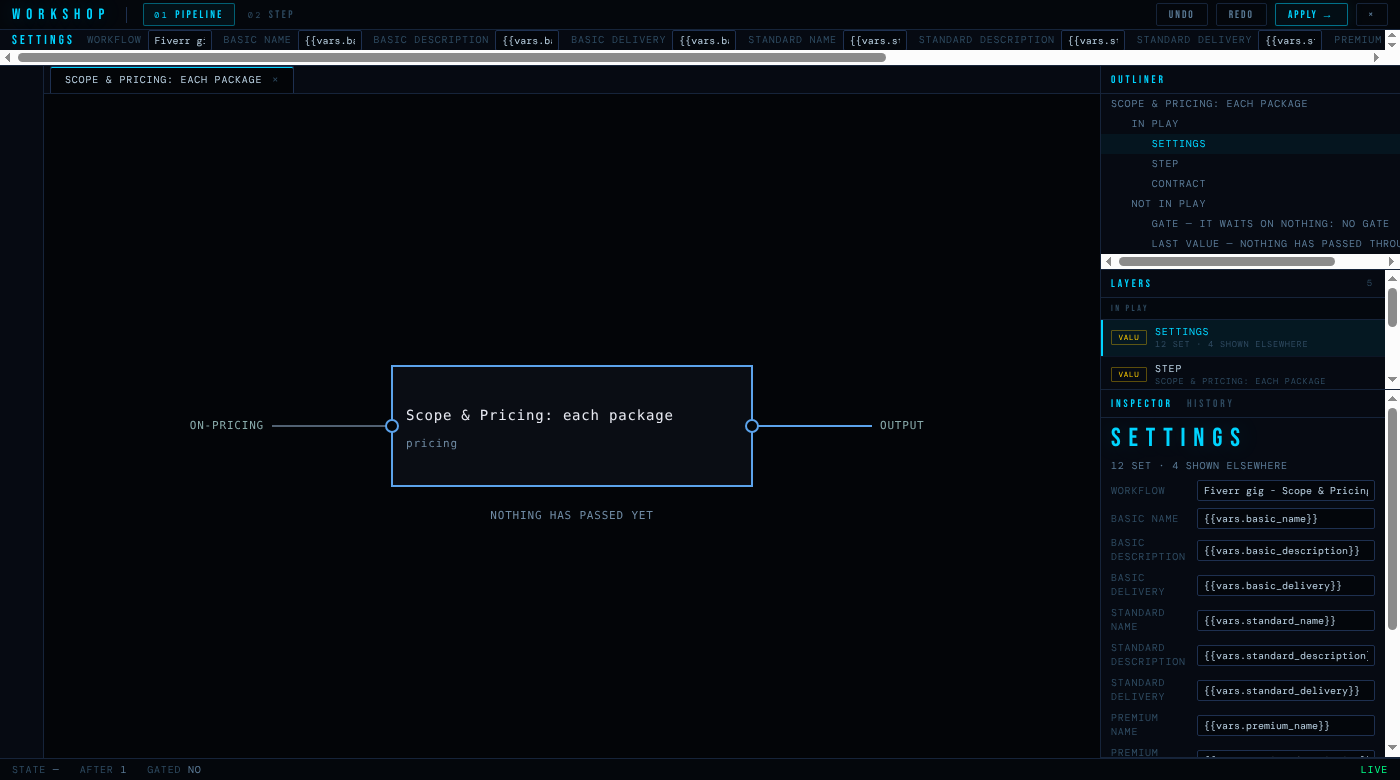 WORKSHOP
01 PIPELINE
02 STEP
UNDO
REDO
APPLY →
×
SETTINGS
WORKFLOW
Fiverr gi
BASIC NAME
{{vars.ba
BASIC DESCRIPTION
{{vars.ba
BASIC DELIVERY
{{vars.ba
STANDARD NAME
{{vars.st
STANDARD DESCRIPTION
{{vars.st
STANDARD DELIVERY
{{vars.st
PREMIUM
SCOPE & PRICING: EACH PACKAGE ×
ON-PRICING
Scope & Pricing: each package
pricing
OUTPUT
NOTHING HAS PASSED YET
OUTLINER
SCOPE & PRICING: EACH PACKAGE
IN PLAY
SETTINGS
STEP
CONTRACT
NOT IN PLAY
GATE — IT WAITS ON NOTHING: NO GATE
LAST VALUE — NOTHING HAS PASSED THROU
LAYERS
5
IN PLAY
VALU
SETTINGS
12 SET · 4 SHOWN ELSEWHERE
VALU
STEP
SCOPE & PRICING: EACH PACKAGE
INSPECTOR
HISTORY
SETTINGS
12 SET · 4 SHOWN ELSEWHERE
WORKFLOW
Fiverr gig - Scope & Pricing
BASIC NAME
{{vars.basic_name}}
BASIC
DESCRIPTION
{{vars.basic_description}}
BASIC
DELIVERY
{{vars.basic_delivery}}
STANDARD
NAME
{{vars.standard_name}}
STANDARD
DESCRIPTION
{{vars.standard_description}
STANDARD
DELIVERY
{{vars.standard_delivery}}
PREMIUM
NAME
{{vars.premium_name}}
PREMIUM
STATE —
AFTER 1
GATED NO
LIVE